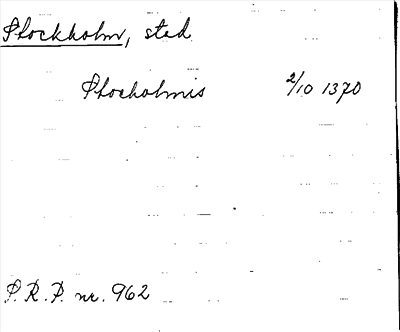 Stockholm, sted
Stocholmis 2/10 1370
S.R.P. nr. 962